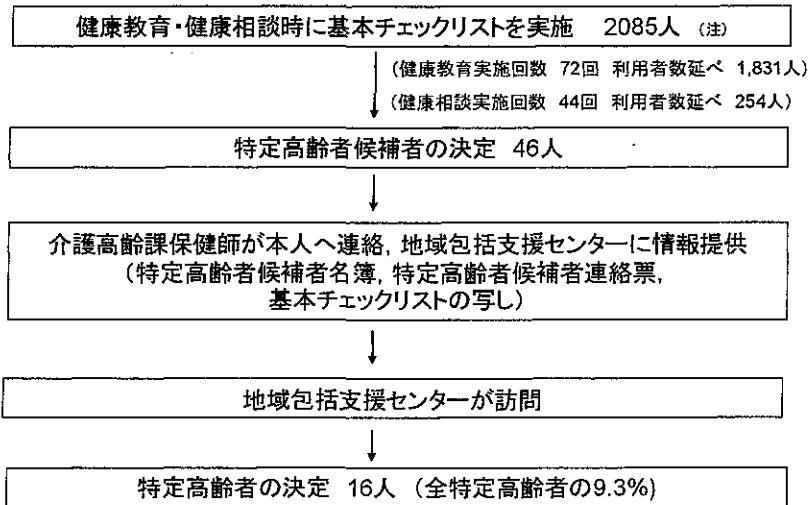 健康教育・健康相談時に基本チェックリストを実施 2085人 (注)
(健康教育実施回数 72回 利用者数延べ 1,831人)
(健康相談実施回数 44回 利用者数延べ 254人)
特定高齢者候補者の決定 46人
介護高齢課保健師が本人へ連絡, 地域包括支援センターに情報提供
(特定高齢者候補者名簿, 特定高齢者候補者連絡票,
基本チェックリストの写し)
地域包括支援センターが訪問
特定高齢者の決定 16人 (全特定高齢者の9.3%)